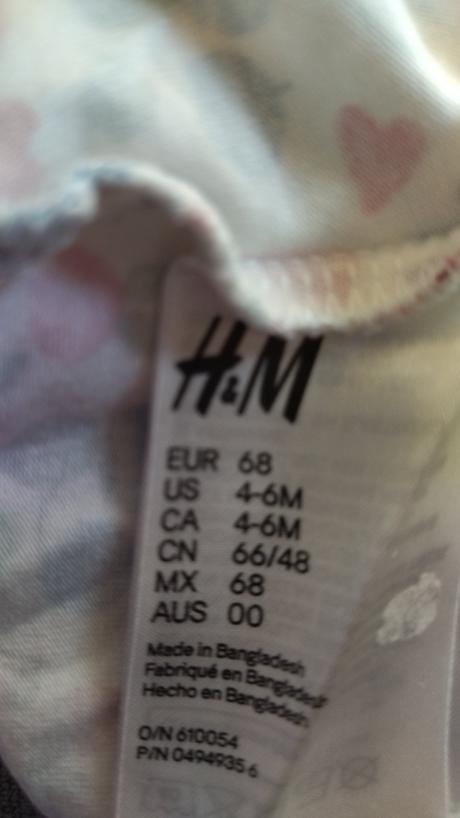 H&M
EUR 68
US 4-6M
CA 4-6M
CN 66/48
MX 68
AUS 00
Made in Bangladesh
Fabriqué en Bangladesh
Hecho en Bangladesh
O/N 610054
P/N 0494935 6